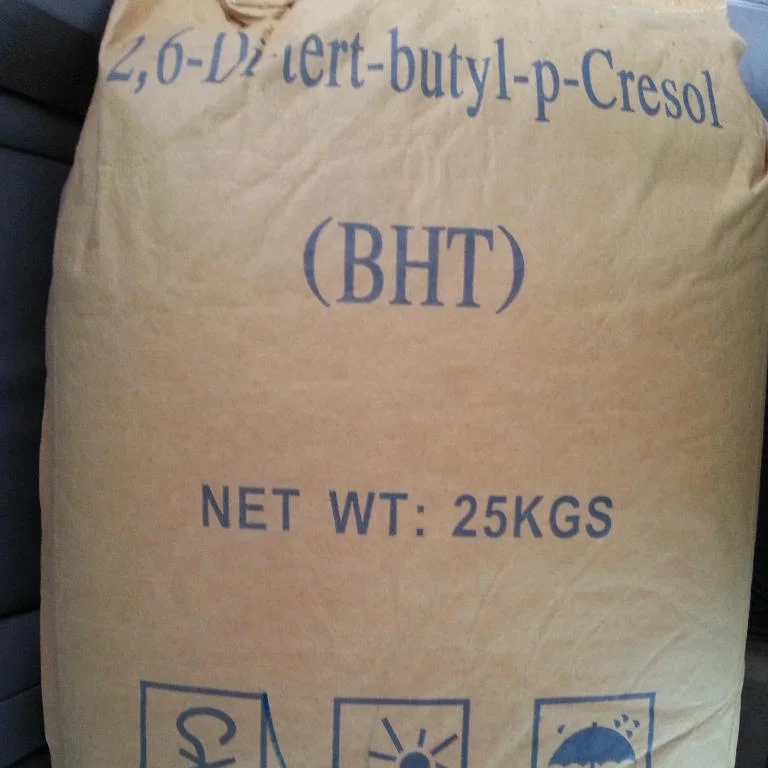 2,6-Di-tert-butyl-p-Cresol
(BHT)
NET WT: 25KGS